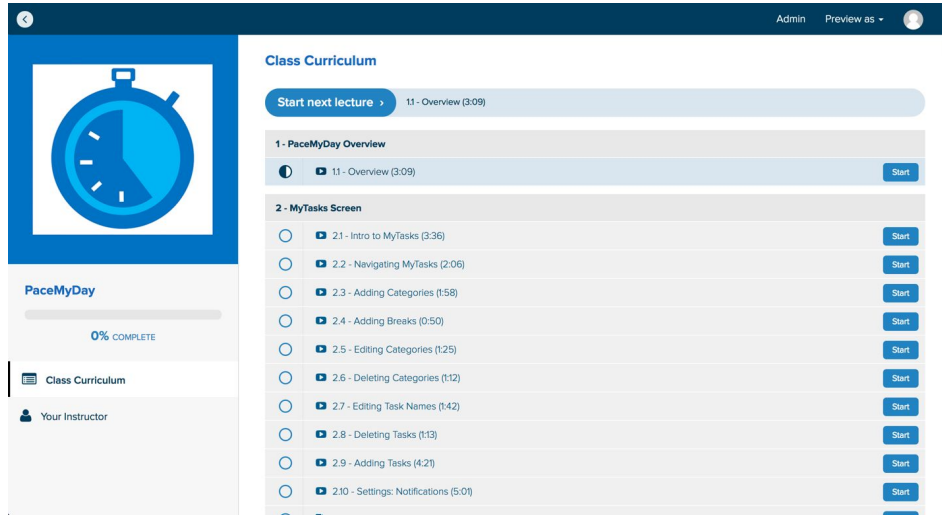 Admin Preview as
Class Curriculum
Start next lecture › 1.1 - Overview (3:09)
1 - PaceMyDay Overview
1.1 - Overview (3:09) Start
2 - MyTasks Screen
2.1 - Intro to MyTasks (3:36) Start
2.2 - Navigating MyTasks (2:06) Start
2.3 - Adding Categories (1:58) Start
2.4 - Adding Breaks (0:50) Start
2.5 - Editing Categories (1:25) Start
2.6 - Deleting Categories (1:12) Start
2.7 - Editing Task Names (1:42) Start
2.8 - Deleting Tasks (1:13) Start
2.9 - Adding Tasks (4:21) Start
2.10 - Settings: Notifications (5:01) Start
PaceMyDay
0% COMPLETE
Class Curriculum
Your Instructor